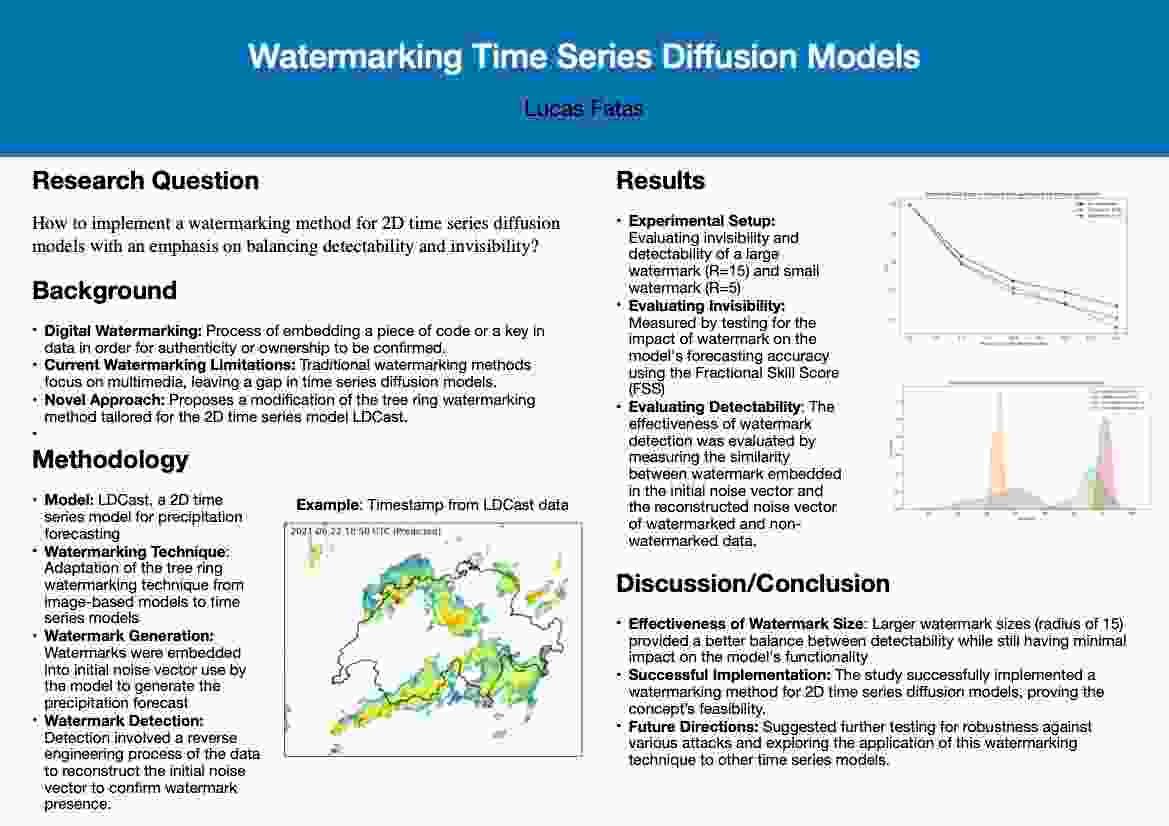 Watermarking Time Series Diffusion Models
Lucas Fatas
Research Question
How to implement a watermarking method for 2D time series diffusion
models with an emphasis on balancing detectability and invisibility?
Background
• Digital Watermarking: Process of embedding a piece of code or a key in
data in order for authenticity or ownership to be confirmed.
• Current Watermarking Limitations: Traditional watermarking methods
focus on multimedia, leaving a gap in time series diffusion models.
• Novel Approach: Proposes a modification of the tree ring watermarking
method tailored for the 2D time series model LDCast.
•
Methodology
• Model: LDCast, a 2D time
series model for precipitation
forecasting
• Watermarking Technique:
Adaptation of the tree ring
watermarking technique from
image-based models to time
series models
• Watermark Generation:
Watermarks were embedded
into initial noise vector use by
the model to generate the
precipitation forecast
• Watermark Detection:
Detection involved a reverse
engineering process of the data
to reconstruct the initial noise
vector to confirm watermark
presence.
Example: Timestamp from LDCast data
2021-06-22 18:50 UTC (Predicted)
Results
• Experimental Setup:
Evaluating invisibility and
detectability of a large
watermark (R=15) and small
watermark (R=5)
• Evaluating Invisibility:
Measured by testing for the
impact of watermark on the
model's forecasting accuracy
using the Fractional Skill Score
(FSS)
• Evaluating Detectability: The
effectiveness of watermark
detection was evaluated by
measuring the similarity
between watermark embedded
in the initial noise vector and
the reconstructed noise vector
of watermarked and non-
watermarked data.
Discussion/Conclusion
• Effectiveness of Watermark Size: Larger watermark sizes (radius of 15)
provided a better balance between detectability while still having minimal
impact on the model's functionality
• Successful Implementation: The study successfully implemented a
watermarking method for 2D time series diffusion models, proving the
concept's feasibility.
• Future Directions: Suggested further testing for robustness against
various attacks and exploring the application of this watermarking
technique to other time series models.